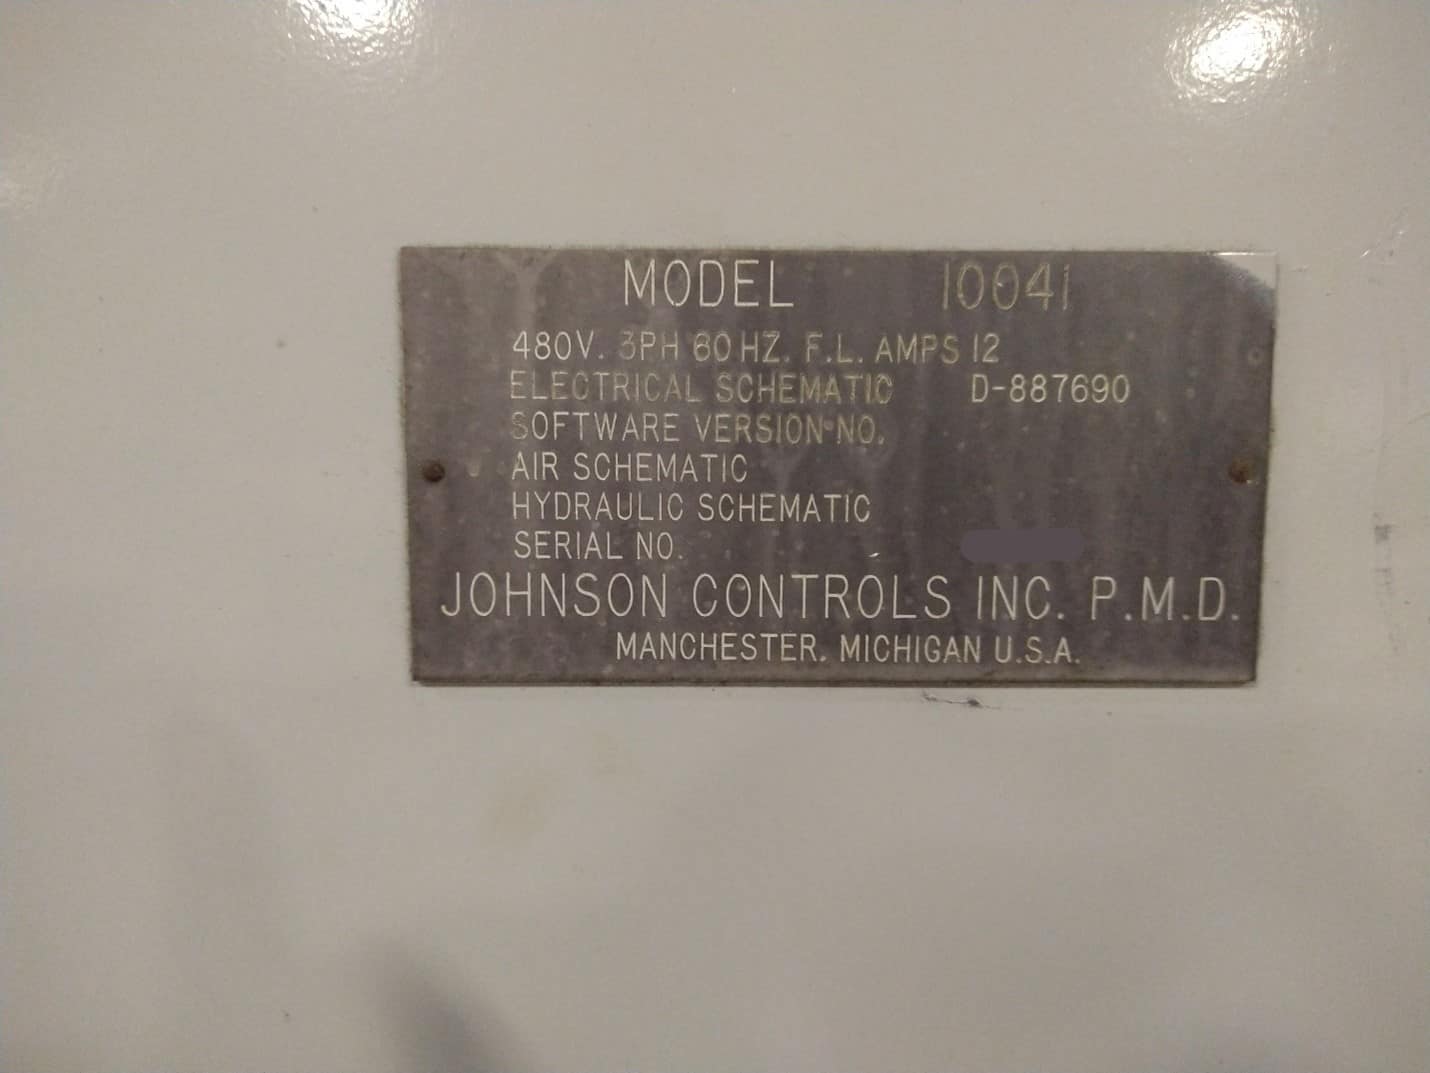 MODEL 10041
480V. 3PH 60 HZ. F.L. AMPS 12
ELECTRICAL SCHEMATIC D-887690
SOFTWARE VERSION NO.
AIR SCHEMATIC
HYDRAULIC SCHEMATIC
SERIAL NO.
JOHNSON CONTROLS INC. P.M.D.
MANCHESTER. MICHIGAN U.S.A.